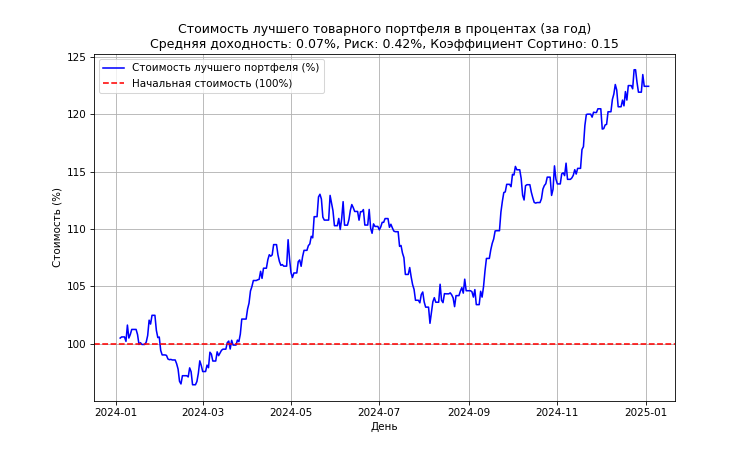 Стоимость лучшего товарного портфеля в процентах (за год)
Средняя доходность: 0.07%, Риск: 0.42%, Коэффициент Сортино: 0.15
Стоимость лучшего портфеля (%)
Начальная стоимость (100%)
Стоимость (%)
125
120
115
110
105
100
2024-01 2024-03 2024-05 2024-07 2024-09 2024-11 2025-01
День